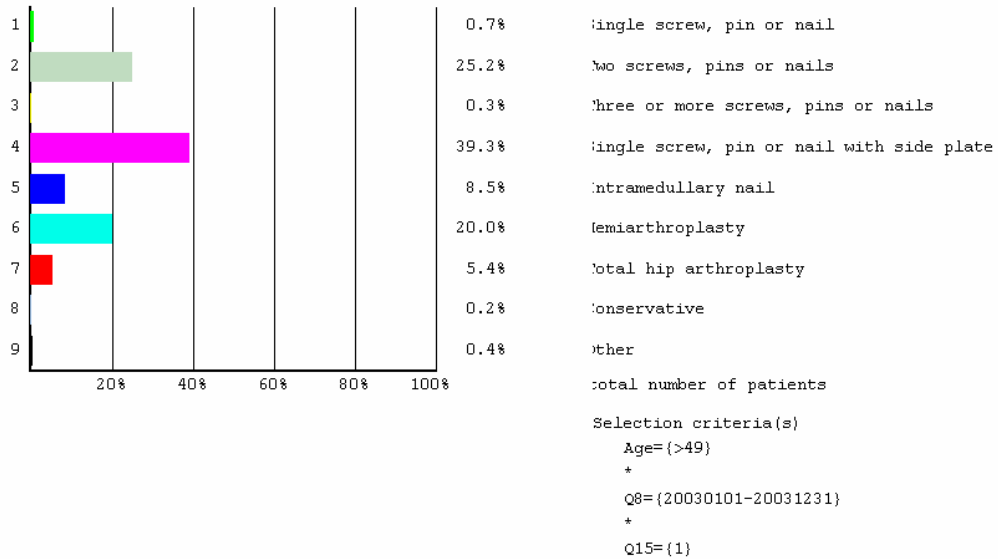 1 0.7% ingle screw, pin or nail
2 25.2% wo screws, pins or nails
3 0.3% hree or more screws, pins or nails
4 39.3% ingle screw, pin or nail with side plate
5 8.5% ntramedullary nail
6 20.0% emiarthroplasty
7 5.4% otal hip arthroplasty
8 0.2% onservative
9 0.4% ther
20% 40% 60% 80% 100%
otal number of patients
Selection criteria(s)
Age={>49}
*
Q8={20030101-20031231}
*
Q15={1}